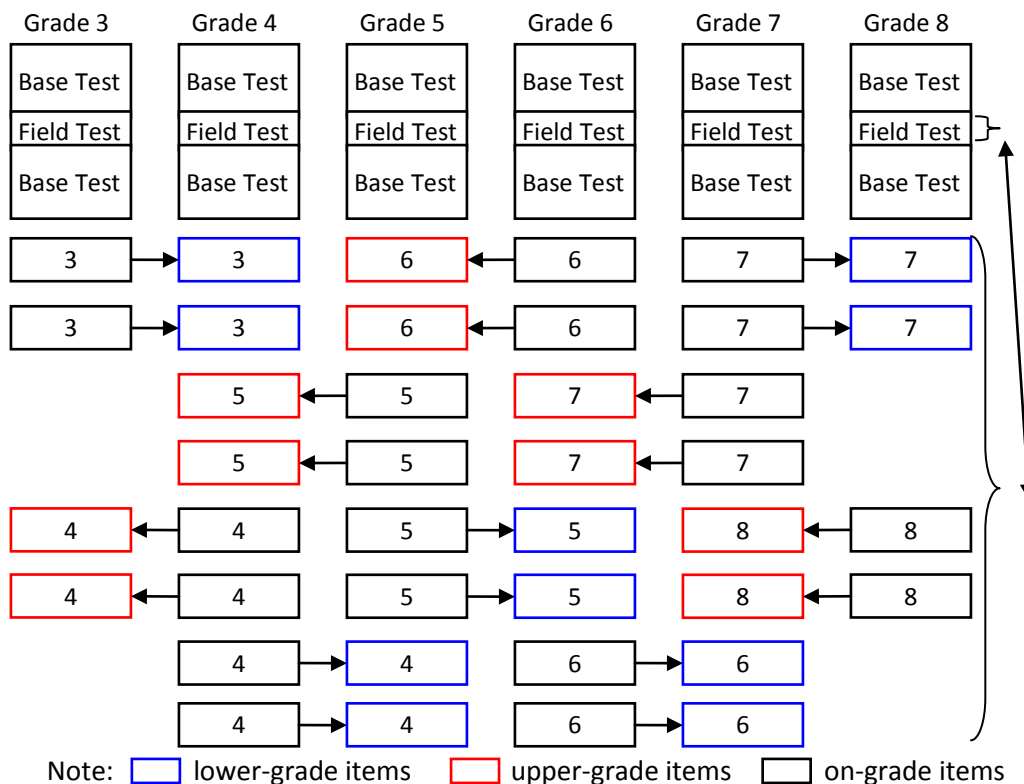 Grade 3 Grade 4 Grade 5 Grade 6 Grade 7 Grade 8
Base Test Base Test Base Test Base Test Base Test Base Test
Field Test Field Test Field Test Field Test Field Test Field Test
Base Test Base Test Base Test Base Test Base Test Base Test
3 3 6 6 7 7
3 3 6 6 7 7
5 5 7 7
5 5 7 7
4 4 5 5 8 8
4 4 5 5 8 8
4 4 6 6
4 4 6 6
Note: lower-grade items upper-grade items on-grade items